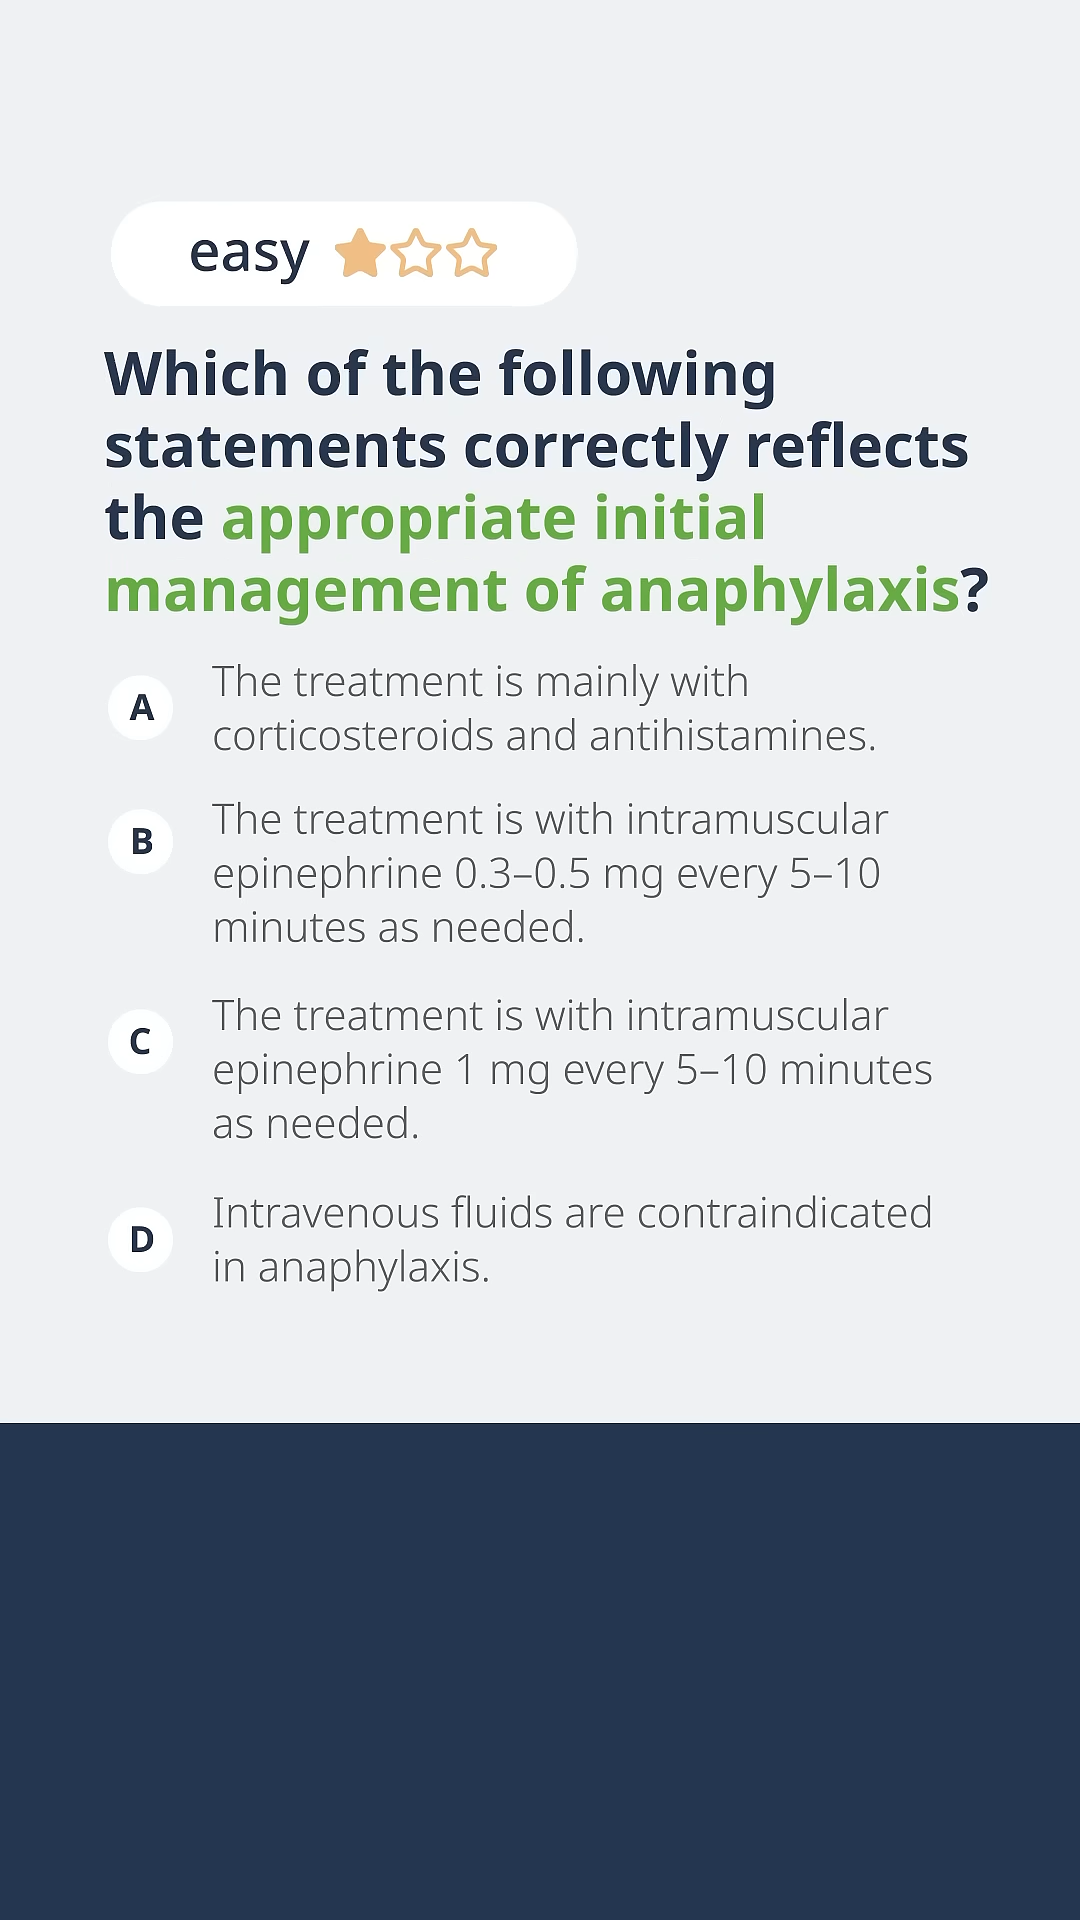 easy
Which of the following
statements correctly reflects
the appropriate initial
management of anaphylaxis?
A
The treatment is mainly with
corticosteroids and antihistamines.
B
The treatment is with intramuscular
epinephrine 0.3–0.5 mg every 5–10
minutes as needed.
C
The treatment is with intramuscular
epinephrine 1 mg every 5–10 minutes
as needed.
D
Intravenous fluids are contraindicated
in anaphylaxis.